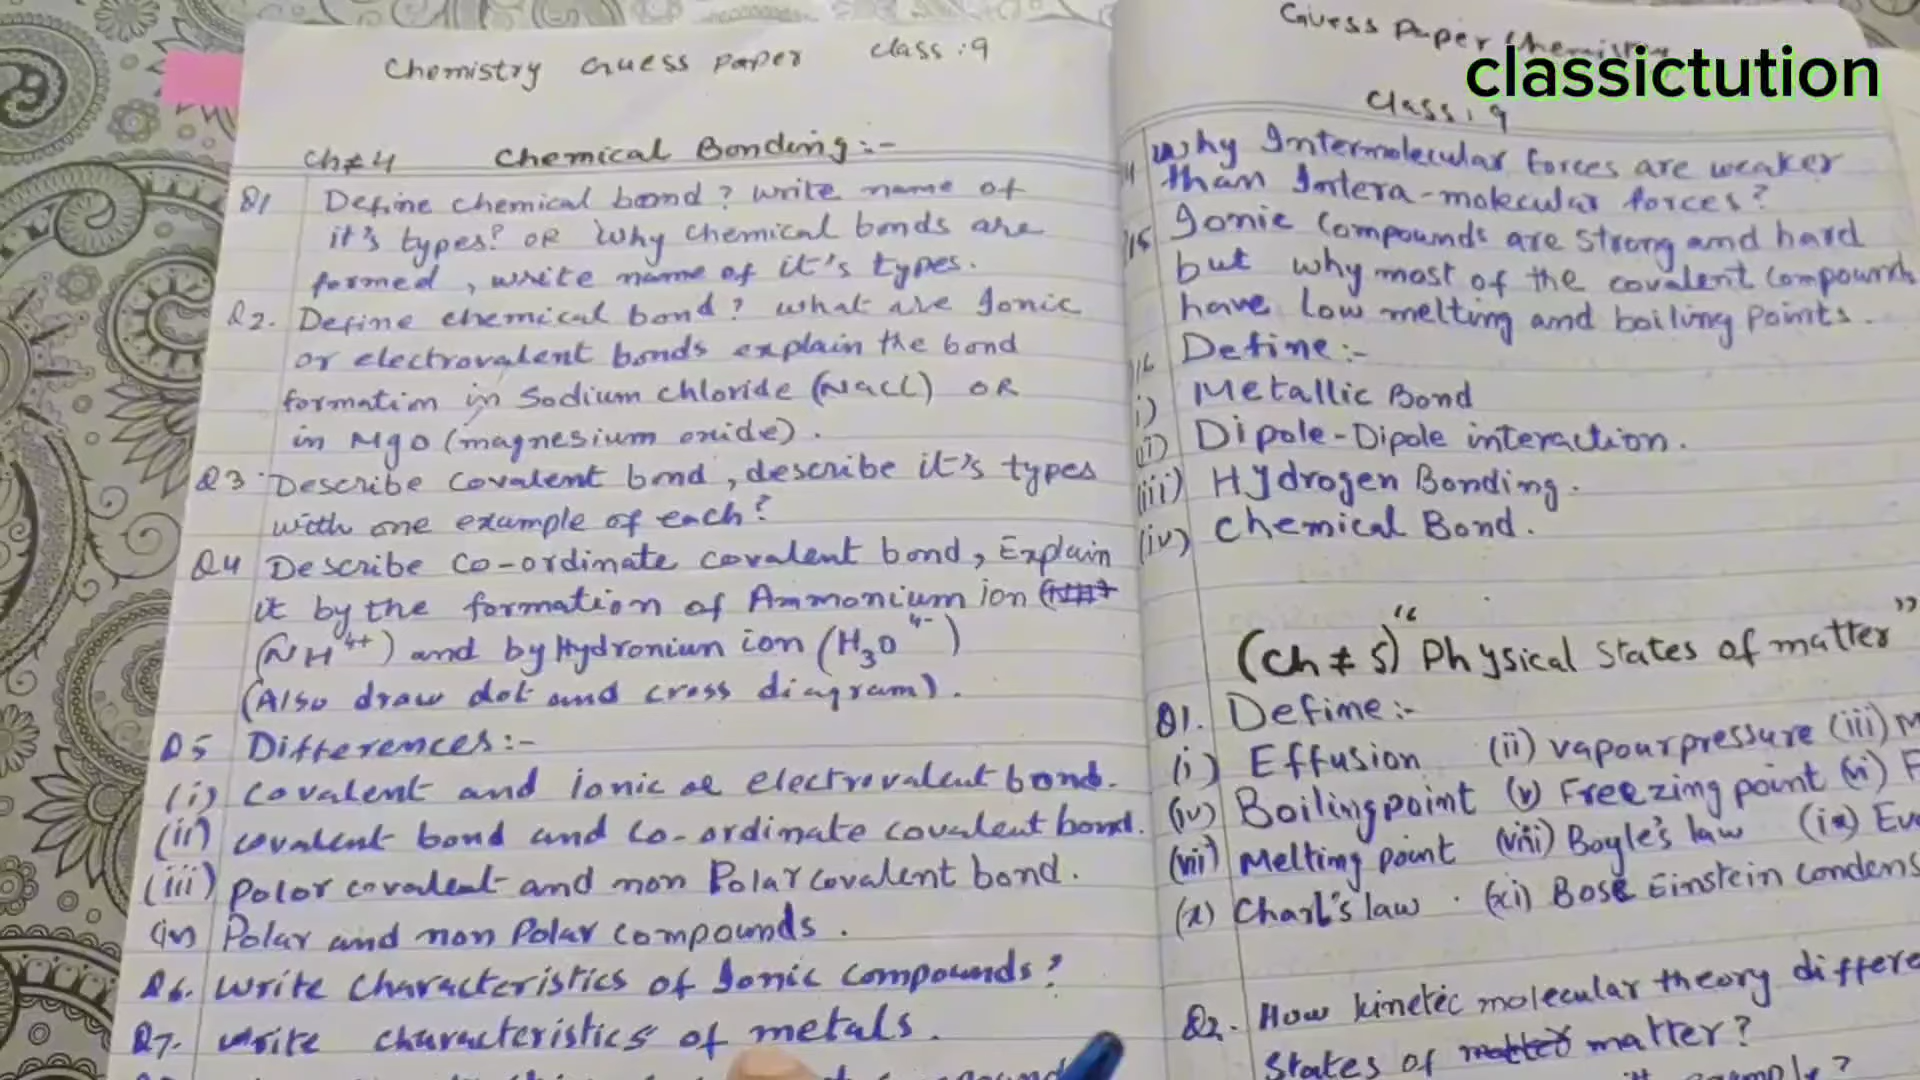 Chemistry Guess Paper Class : 9
Ch # 4 Chemical Bonding :-
Q1 Define chemical bond? write name of
it's types? OR Why chemical bonds are
formed, write name of it's types.
Q2. Define chemical bond? what are Ionic
or electrovalent bonds explain the bond
formation in Sodium chloride (NaCl) OR
in MgO (magnesium oxide).
Q3 Describe covalent bond, describe it's types
with one example of each?
Q4 Describe co-ordinate covalent bond, Explain
it by the formation of Ammonium ion
(NH⁴⁺) and by Hydronium ion (H₃O⁴⁻)
(Also draw dot and cross diagram).
Q5 Differences:-
(i) covalent and ionic or electrovalent bond.
(ii) covalent bond and co-ordinate covalent bond.
(iii) Polar covalent and non Polar covalent bond.
(iv) Polar and non Polar compounds.
Q6. Write Characteristics of Ionic compounds?
Q7. write characteristics of metals.
Guess Paper Chemistry
classictution
Class : 9
Why Intermolecular forces are weaker
than Intera-molecular forces?
15 Ionic Compounds are strong and hard
but why most of the covalent compounds
have low melting and boiling points.
16 Define:-
i) Metallic Bond
(ii) Dipole-Dipole interaction.
(iii) Hydrogen Bonding.
(iv) Chemical Bond.
(Ch # 5) "Physical States of matter"
Q1. Define:-
(i) Effusion (ii) vapour pressure (iii) M
(iv) Boiling point (v) Freezing point (vi) F
(vii) Melting point (viii) Boyle's law (ix) Eva
(x) Charl's law . (xi) Bose Einstein condens
Q2. How kinetic molecular theory differe
States of matter?